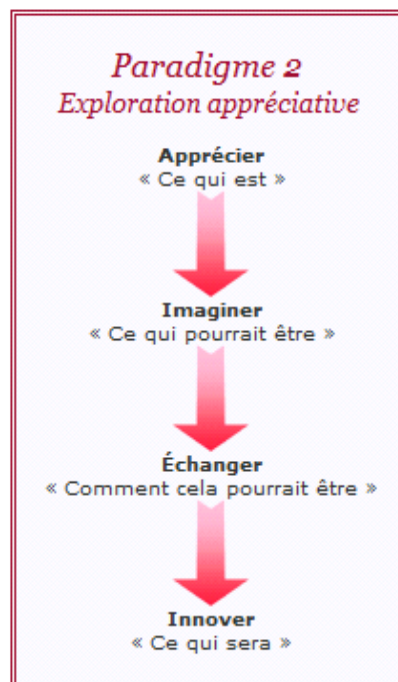 Paradigme 2
Exploration appréciative
Apprécier
« Ce qui est »
Imaginer
« Ce qui pourrait être »
Échanger
« Comment cela pourrait être »
Innover
« Ce qui sera »